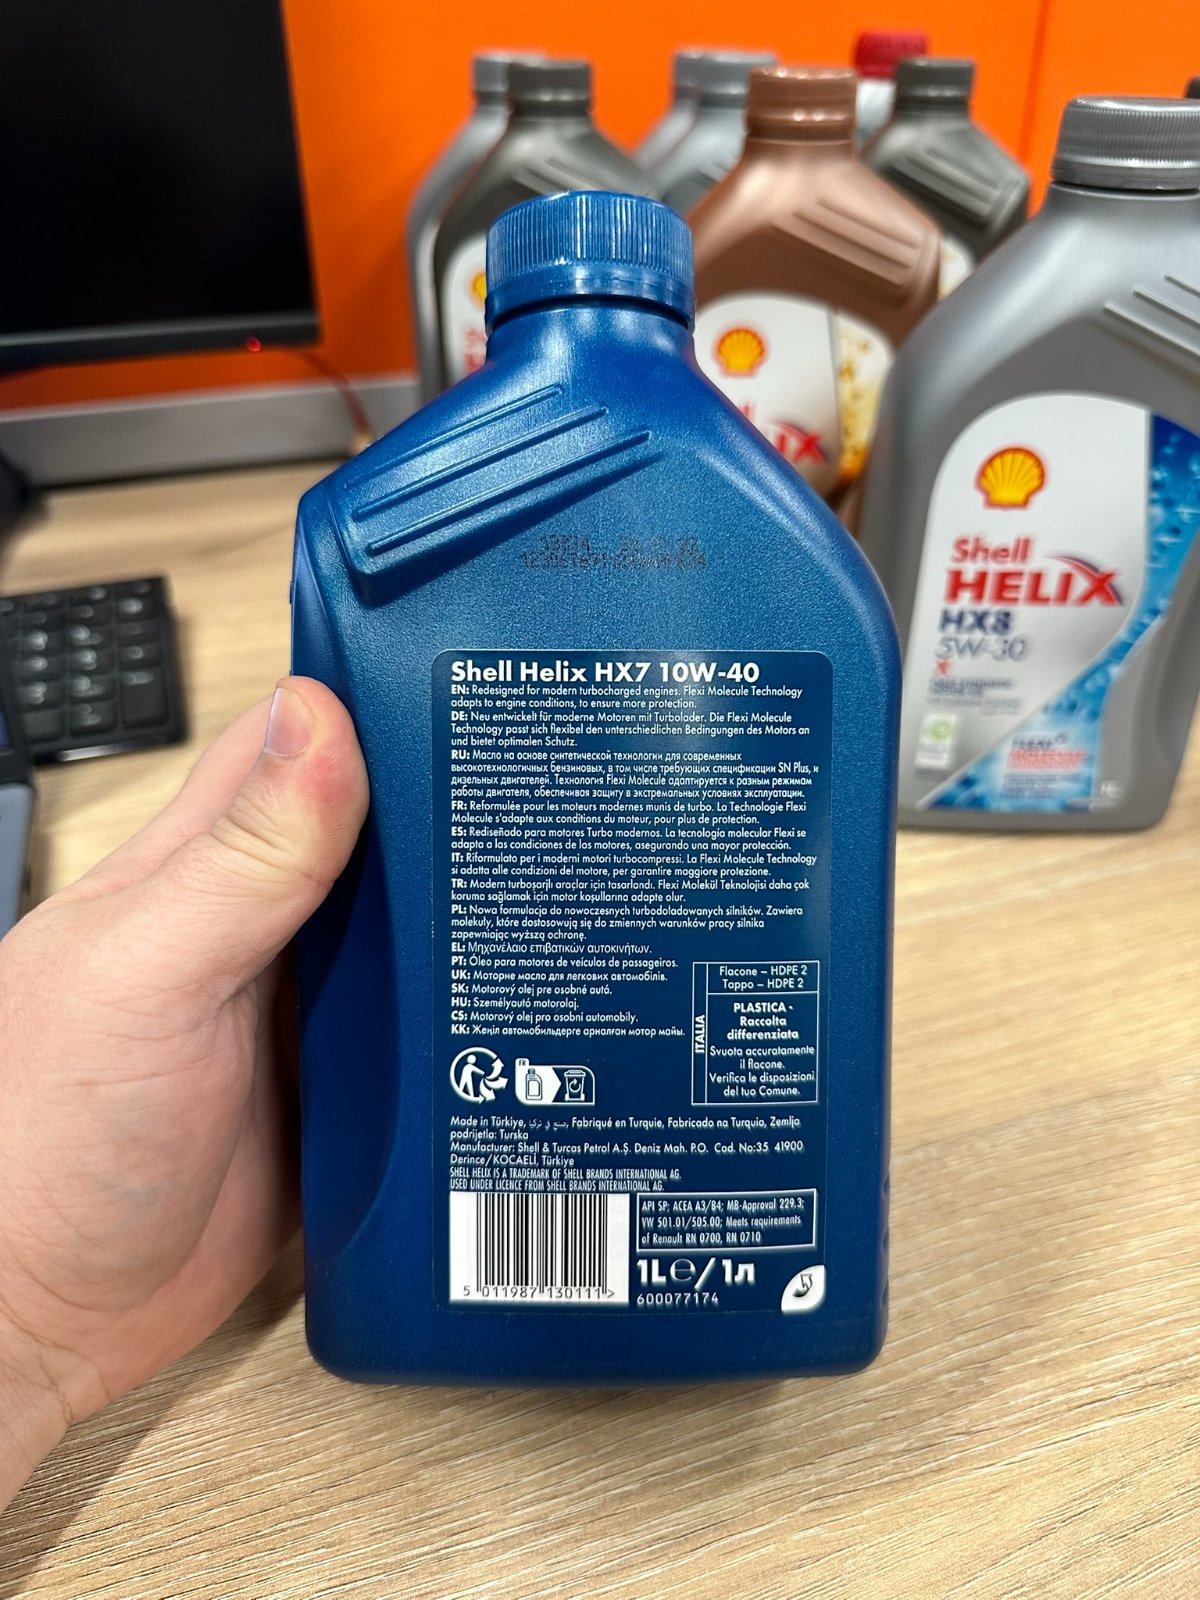 Shell Helix HX7 10W-40
EN: Redesigned for modern turbocharged engines. Flexi Molecule Technology
adapts to engine conditions, to ensure more protection.
DE: Neu entwickelt für moderne Motoren mit Turbolader. Die Flexi Molecule
Technology passt sich flexibel den unterschiedlichen Bedingungen des Motors an
und bietet optimalen Schutz.
RU: Масло на основе синтетической технологии для современных
высокотехнологичных бензиновых, в том числе требующих спецификации SN Plus, и
дизельных двигателей. Технология Flexi Molecule адаптируется к разным режимам
работы двигателя, обеспечивая защиту в экстремальных условиях эксплуатации.
FR: Reformulée pour les moteurs modernes munis de turbo. La Technologie Flexi
Molecule s'adapte aux conditions du moteur, pour plus de protection.
ES: Rediseñado para motores Turbo modernos. La tecnología molecular Flexi se
adapta a las condiciones de los motores, asegurando una mayor protección.
IT: Riformulato per i moderni motori turbocompressi. La Flexi Molecule Technology
si adatta alle condizioni del motore, per garantire maggiore protezione.
TR: Modern turboşarjlı araçlar için tasarlandı. Flexi Molekül Teknolojisi daha çok
koruma sağlamak için motor koşullarına adapte olur.
PL: Nowa formulacja do nowoczesnych turbodoładowanych silników. Zawiera
molekuły, które dostosowują się do zmiennych warunków pracy silnika
zapewniając wyższą ochronę.
EL: Μηχανέλαιο επιβατικών αυτοκινήτων.
PT: Óleo para motores de veículos de passageiros.
UK: Моторне масло для легкових автомобілів.
SK: Motorový olej pre osobné autá.
HU: Személyautó motorolaj.
CS: Motorový olej pro osobní automobily.
KK: Жеңіл автомобильдерге арналған мотор майы.
ITALIA
Flacone – HDPE 2
Tappo – HDPE 2
PLASTICA -
Raccolta
differenziata
Svuota accuratamente
il flacone.
Verifica le disposizioni
del tuo Comune.
FR
Made in Türkiye, صنع في تركيا, Fabriqué en Turquie, Fabricado na Turquia, Zemlja
podrijetla: Turska
Manufacturer: Shell & Turcas Petrol A.Ş. Deniz Mah. P.O. Cad. No:35 41900
Derince/KOCAELİ, Türkiye
SHELL HELIX IS A TRADEMARK OF SHELL BRANDS INTERNATIONAL AG.
USED UNDER LICENCE FROM SHELL BRANDS INTERNATIONAL AG.
API SP; ACEA A3/B4; MB-Approval 229.3;
VW 501.01/505.00; Meets requirements
of Renault RN 0700, RN 0710
5 011987 130111 >
1L e / 1л
600077174
Shell
HELIX
HX8
5W-30